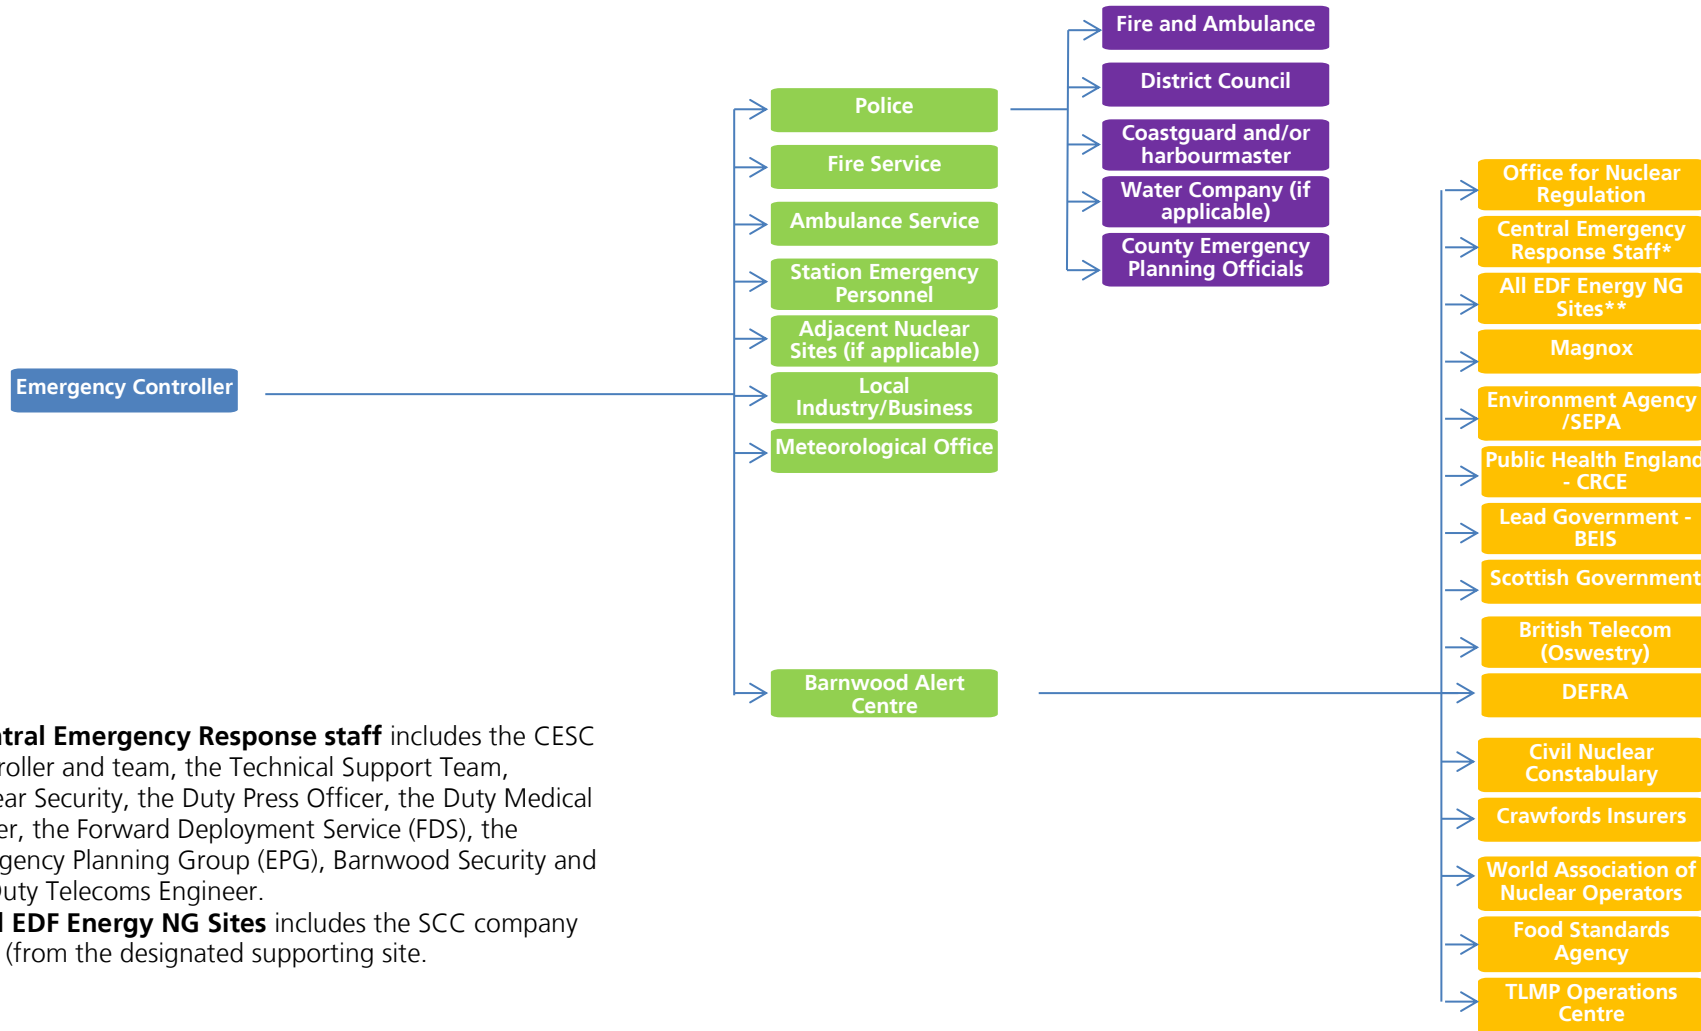 Emergency Controller
Police
Fire Service
Ambulance Service
Station Emergency
Personnel
Adjacent Nuclear
Sites (if applicable)
Local
Industry/Business
Meteorological Office
Barnwood Alert
Centre
Fire and Ambulance
District Council
Coastguard and/or
harbourmaster
Water Company (if
applicable)
County Emergency
Planning Officials
Office for Nuclear
Regulation
Central Emergency
Response Staff*
All EDF Energy NG
Sites**
Magnox
Environment Agency
/SEPA
Public Health England
- CRCE
Lead Government -
BEIS
Scottish Government
British Telecom
(Oswestry)
DEFRA
Civil Nuclear
Constabulary
Crawfords Insurers
World Association of
Nuclear Operators
Food Standards
Agency
TLMP Operations
Centre
ntral Emergency Response staff includes the CESC
roller and team, the Technical Support Team,
ear Security, the Duty Press Officer, the Duty Medical
er, the Forward Deployment Service (FDS), the
rgency Planning Group (EPG), Barnwood Security and
Duty Telecoms Engineer.
l EDF Energy NG Sites includes the SCC company
(from the designated supporting site.